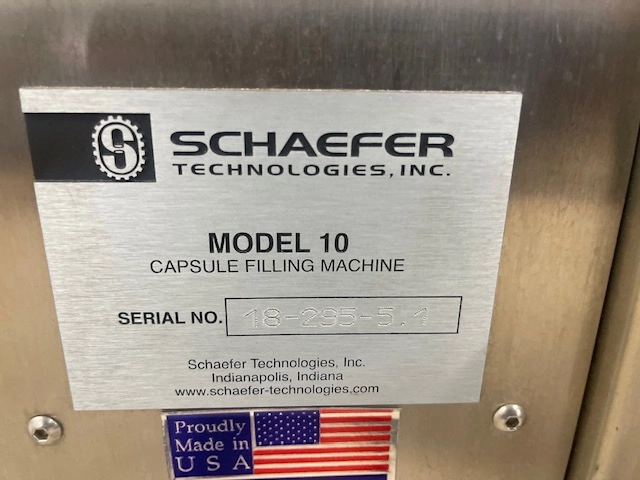 S SCHAEFER
TECHNOLOGIES, INC.
MODEL 10
CAPSULE FILLING MACHINE
SERIAL NO. 18-295-5.1
Schaefer Technologies, Inc.
Indianapolis, Indiana
www.schaefer-technologies.com
Proudly
Made in
USA